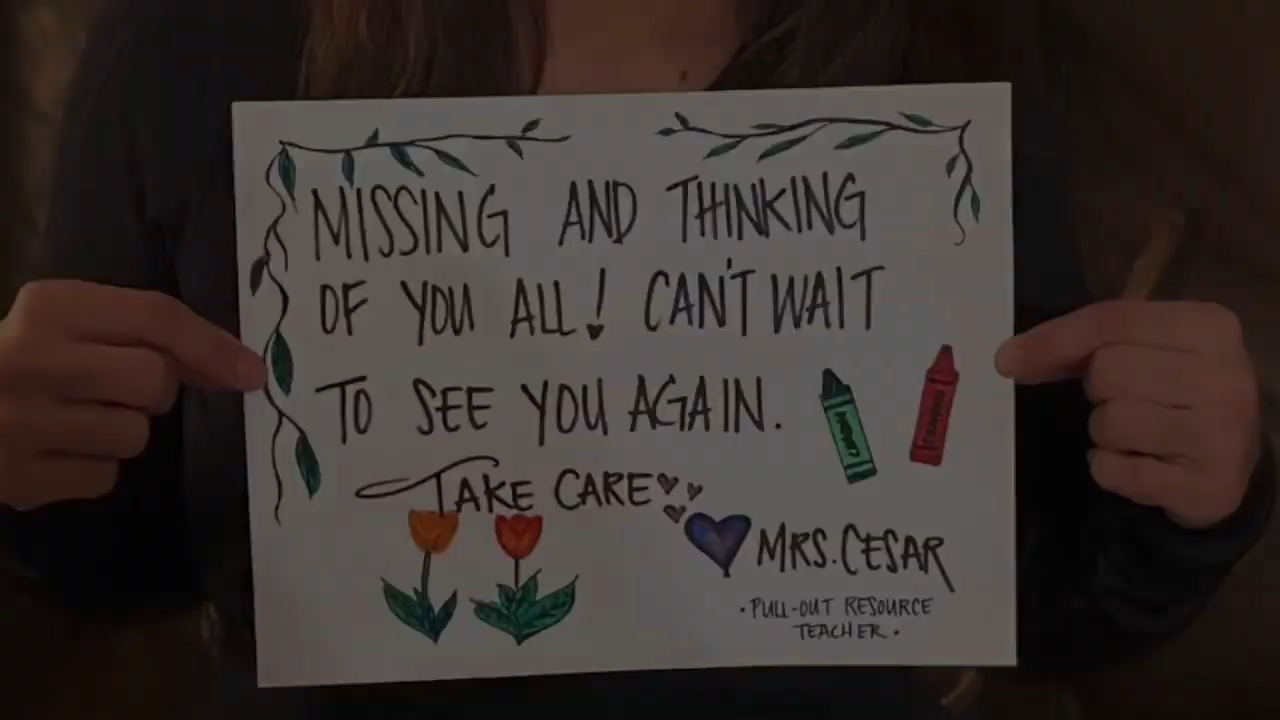 MISSING AND THINKING
OF YOU ALL! CAN'T WAIT
TO SEE YOU AGAIN.
TAKE CARE
MRS. CESAR
• PULL-OUT RESOURCE
TEACHER •